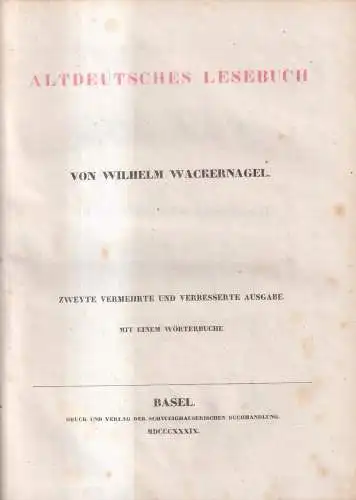 ALTDEUTSCHES LESEBUCH
VON WILHELM WACKERNAGEL.
ZWEYTE VERMEHRTE UND VERBESSERTE AUSGABE.
MIT EINEM WÖRTERBUCHE
BASEL.
DRUCK UND VERLAG DER SCHWEIGHAUSERISCHEN BUCHHANDLUNG.
MDCCCXXXIX.